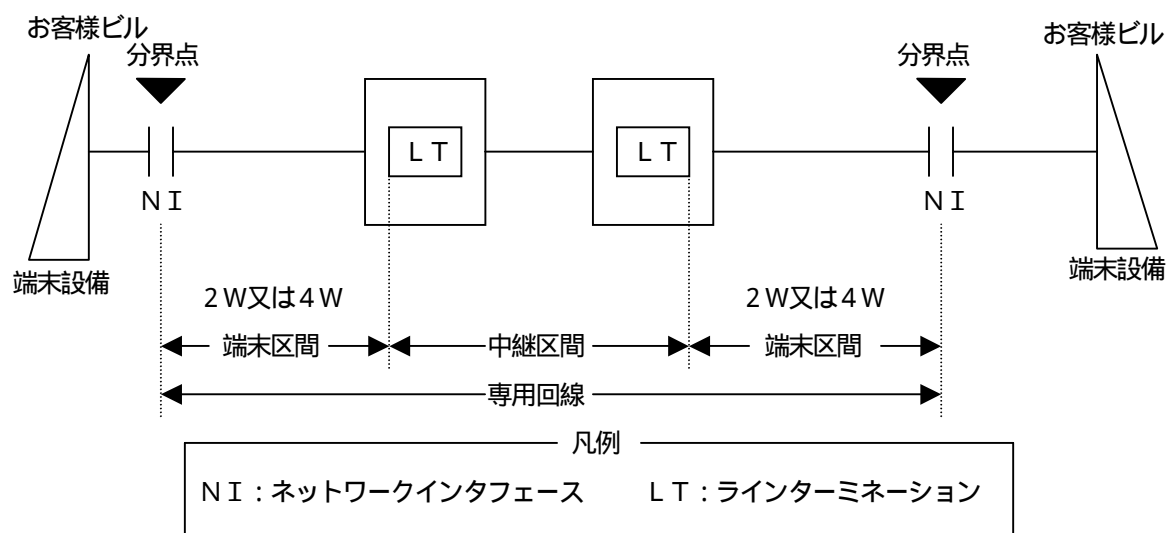 お客様ビル
お客様ビル
分界点
分界点
ＬＴ
ＬＴ
ＮＩ
ＮＩ
端末設備
端末設備
２Ｗ又は４Ｗ
２Ｗ又は４Ｗ
端末区間
中継区間
端末区間
専用回線
凡例
ＮＩ：ネットワークインタフェース　　ＬＴ：ラインターミネーション